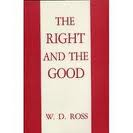 THE
RIGHT
AND THE
GOOD
W. D. ROSS